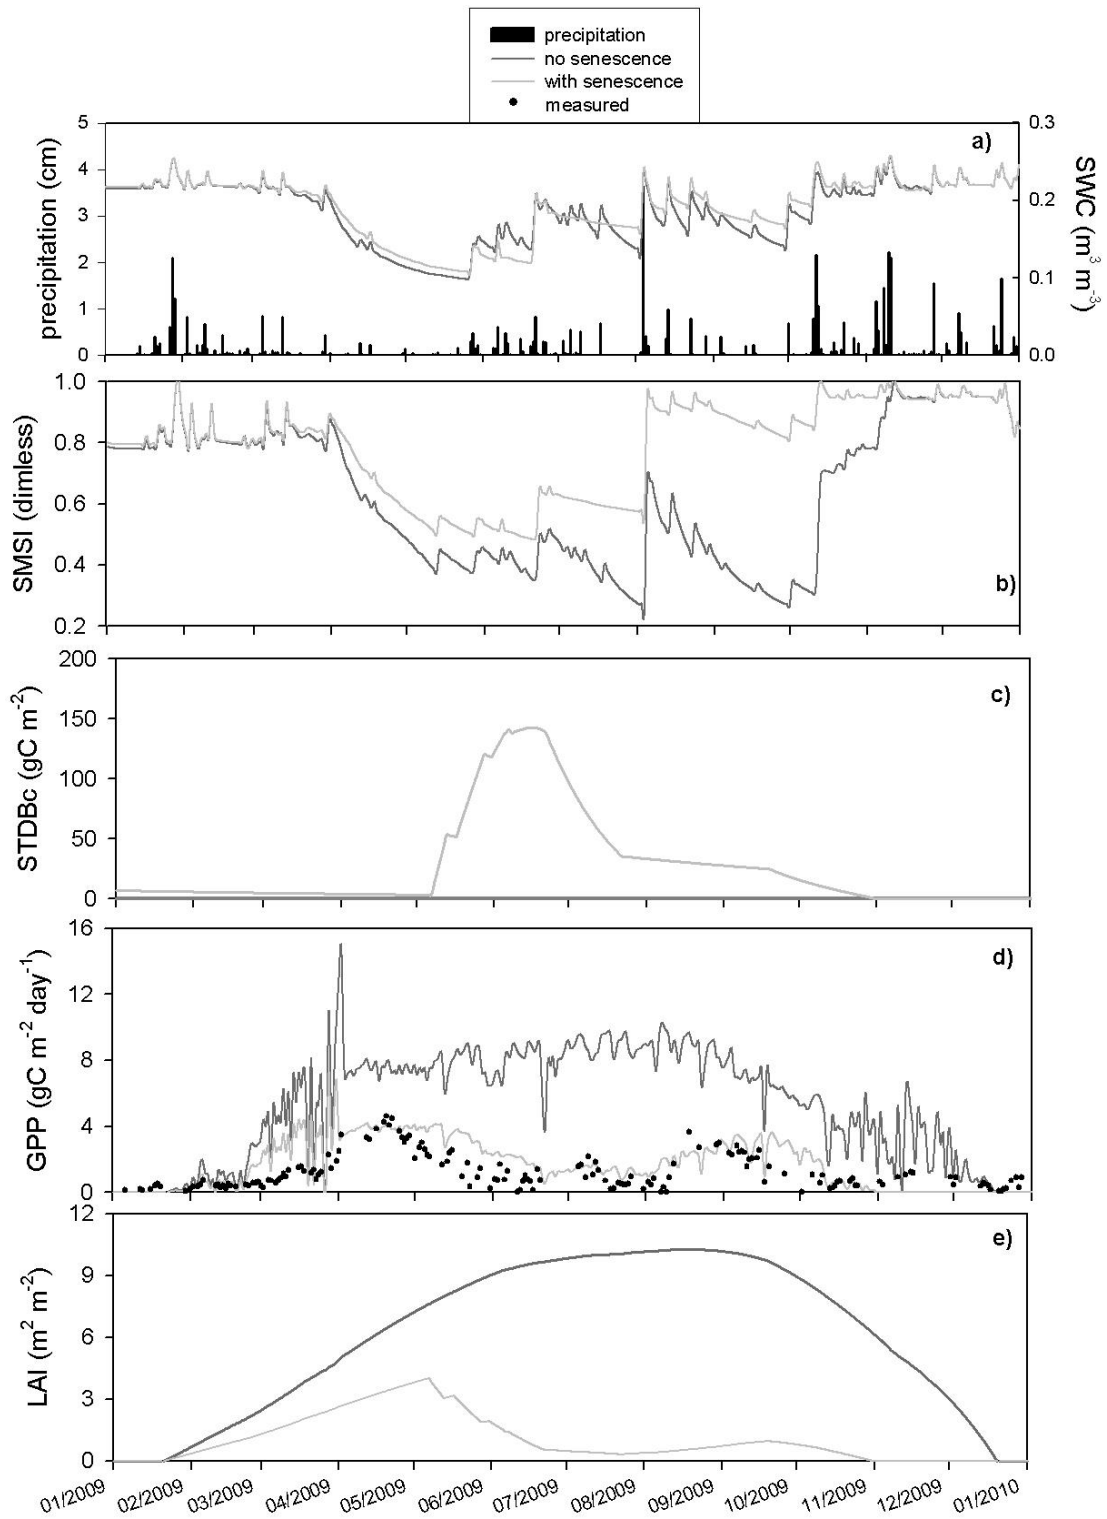 precipitation
no senescence
with senescence
measured
a)
precipitation (cm)
5
4
3
2
1
0
0.3
0.2
0.1
0.0
SWC (m³ m⁻³)
b)
SMSI (dimless)
1.0
0.8
0.6
0.4
0.2
c)
STDBc (gC m⁻²)
200
150
100
50
0
d)
GPP (gC m⁻² day⁻¹)
16
12
8
4
0
e)
LAI (m² m⁻²)
12
9
6
3
0
01/2009 02/2009 03/2009 04/2009 05/2009 06/2009 07/2009 08/2009 09/2009 10/2009 11/2009 12/2009 01/2010